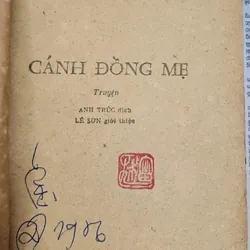 CÁNH ĐỒNG MẸ
Truyện
ANH TRÚC dịch
LÊ SƠN giới thiệu
1986